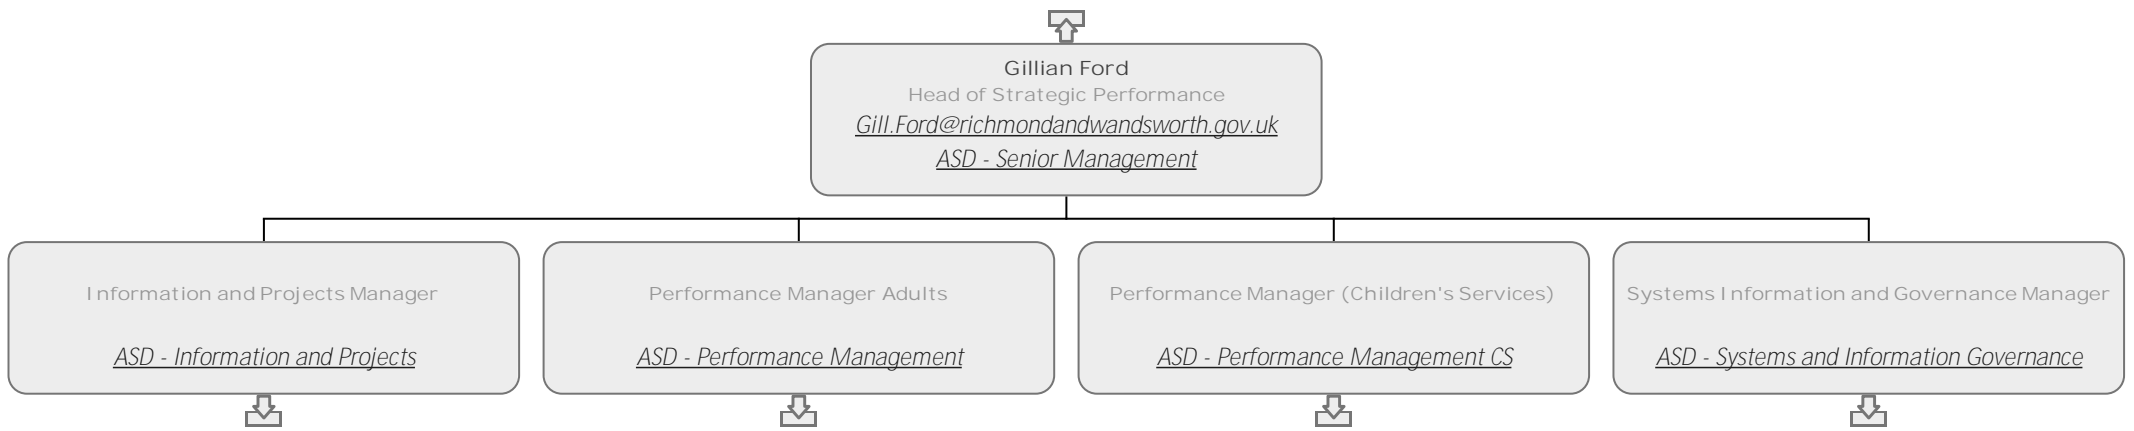 Gillian Ford
Head of Strategic Performance
Gill.Ford@richmondandwandsworth.gov.uk
ASD - Senior Management
Information and Projects Manager
ASD - Information and Projects
Performance Manager Adults
ASD - Performance Management
Performance Manager (Children's Services)
ASD - Performance Management CS
Systems Information and Governance Manager
ASD - Systems and Information Governance